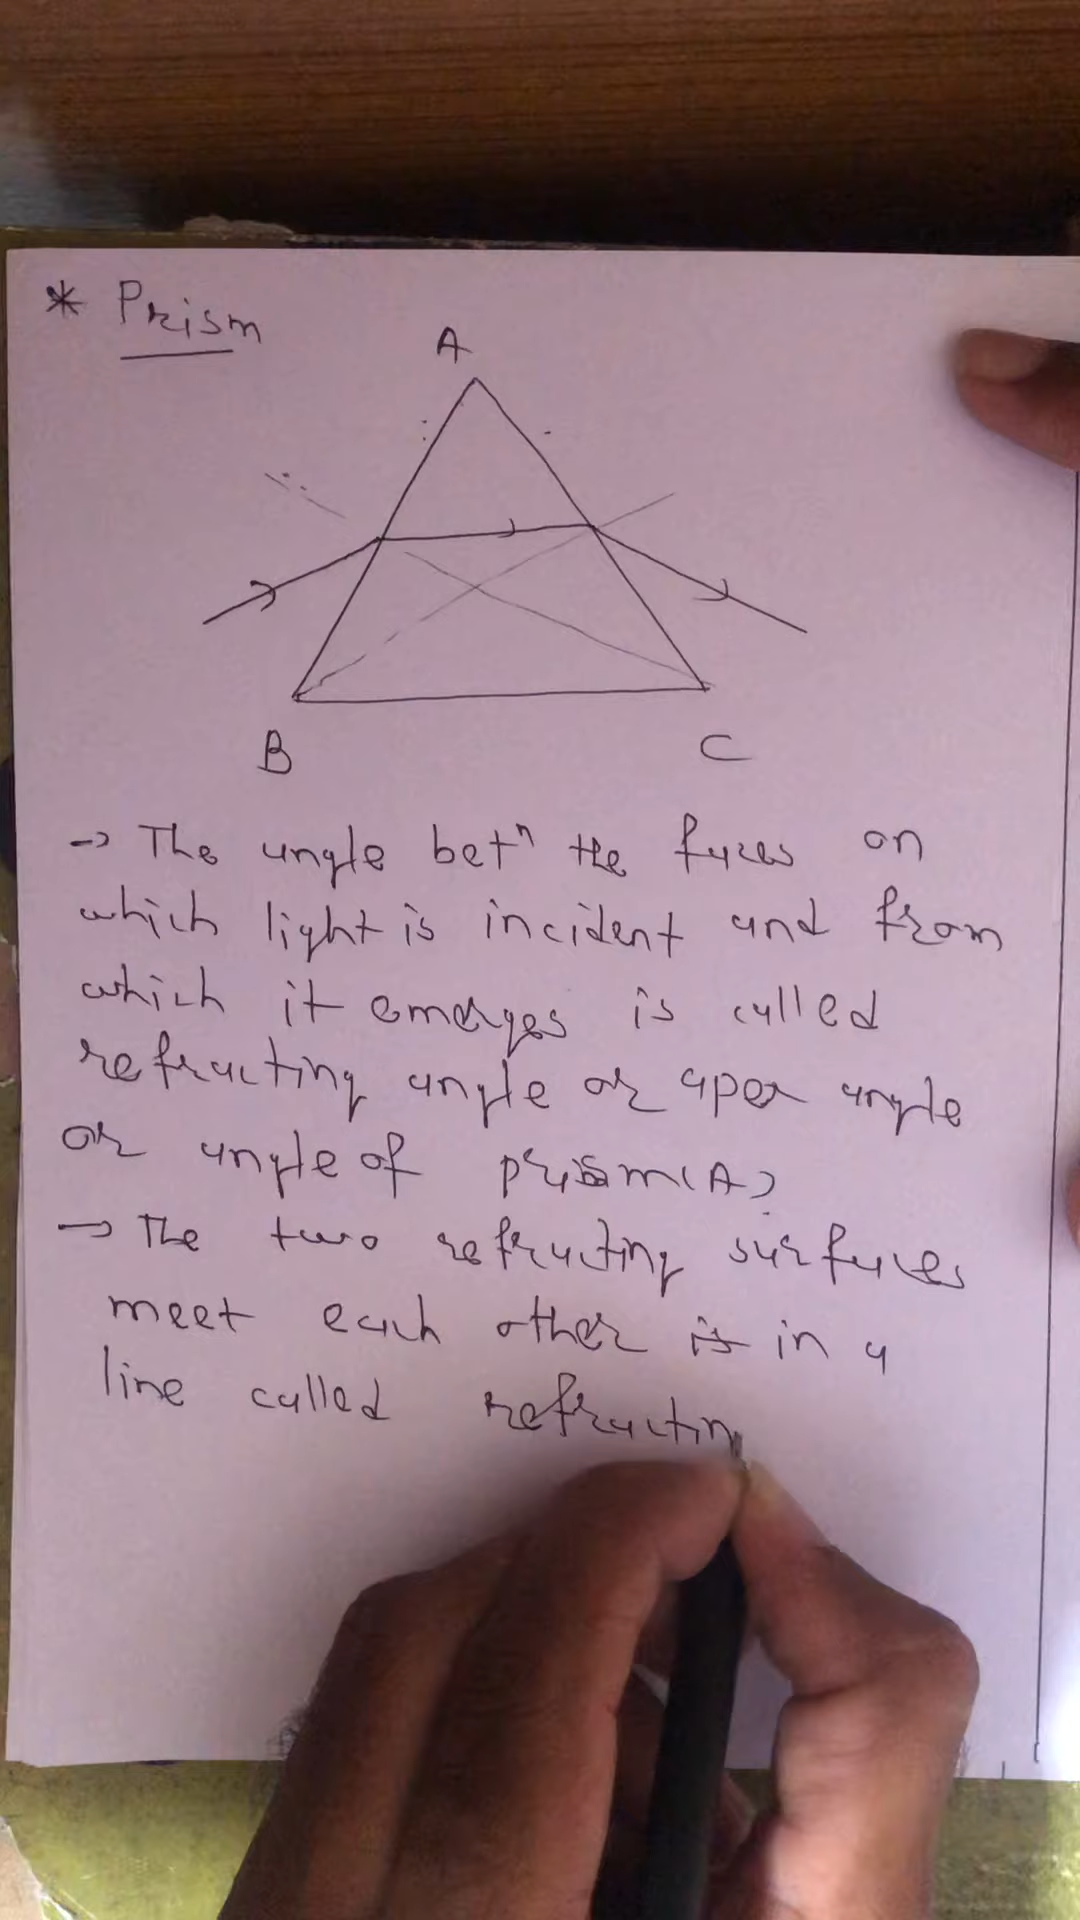 * Prism
A
B
C
→ The angle betⁿ the faces on
which light is incident and from
which it emerges is called
refracting angle or apex angle
or angle of prism (A)
→ The two refracting surfaces
meet each other is in a
line called refractin